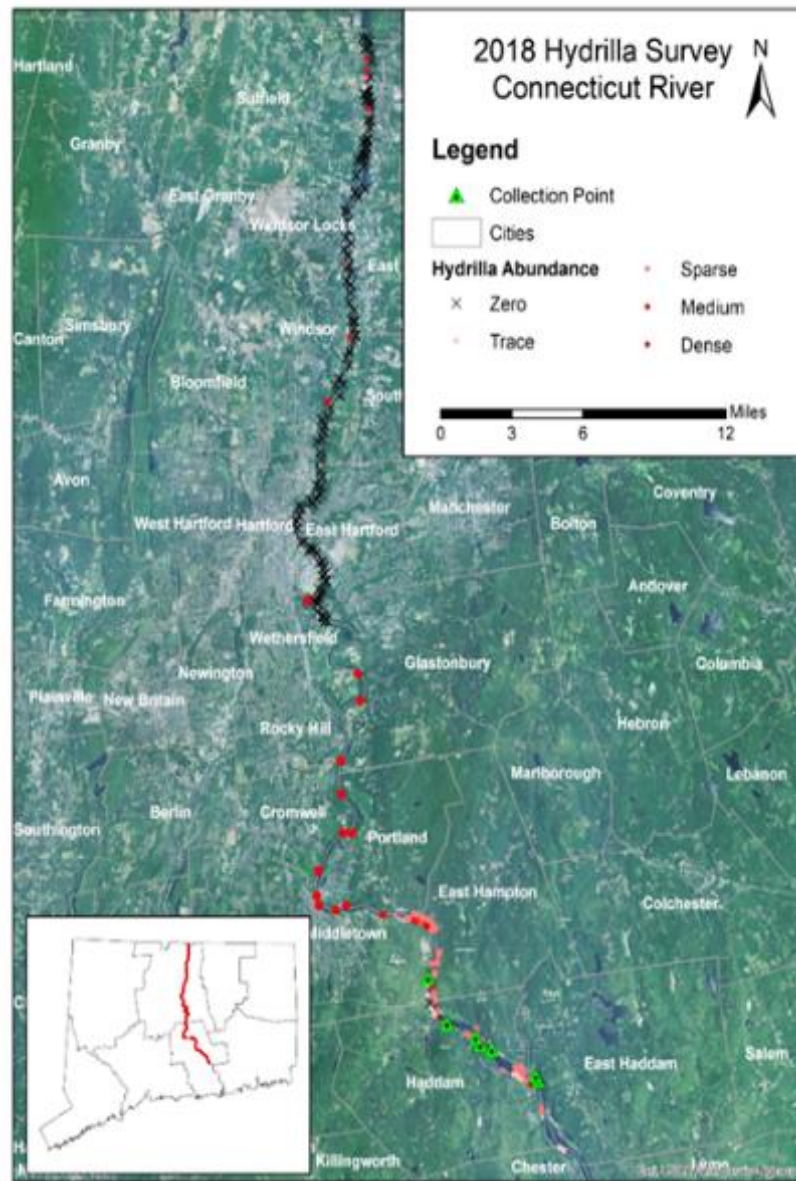 2018 Hydrilla Survey
Connecticut River
N
Legend
Collection Point
Cities
Hydrilla Abundance
Zero
Trace
Sparse
Medium
Dense
Miles
0 3 6 12
Hartland
Suffield
Granby
East Granby
Windsor Locks
East
Simsbury
Windsor
Canton
Bloomfield
South
Avon
Coventry
Manchester
West Hartford Hartford East Hartford
Bolton
Andover
Farmington
Wethersfield
Glastonbury
Columbia
Newington
Plainville New Britain
Hebron
Rocky Hill
Marlborough
Lebanon
Berlin
Cromwell
Southington
Portland
East Hampton
Colchester
Middletown
East Haddam
Salem
Haddam
Killingworth
Chester